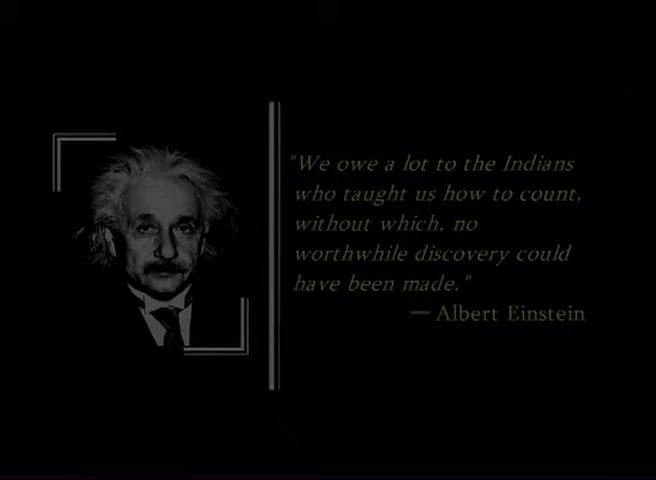 "We owe a lot to the Indians
who taught us how to count,
without which, no
worthwhile discovery could
have been made."
— Albert Einstein